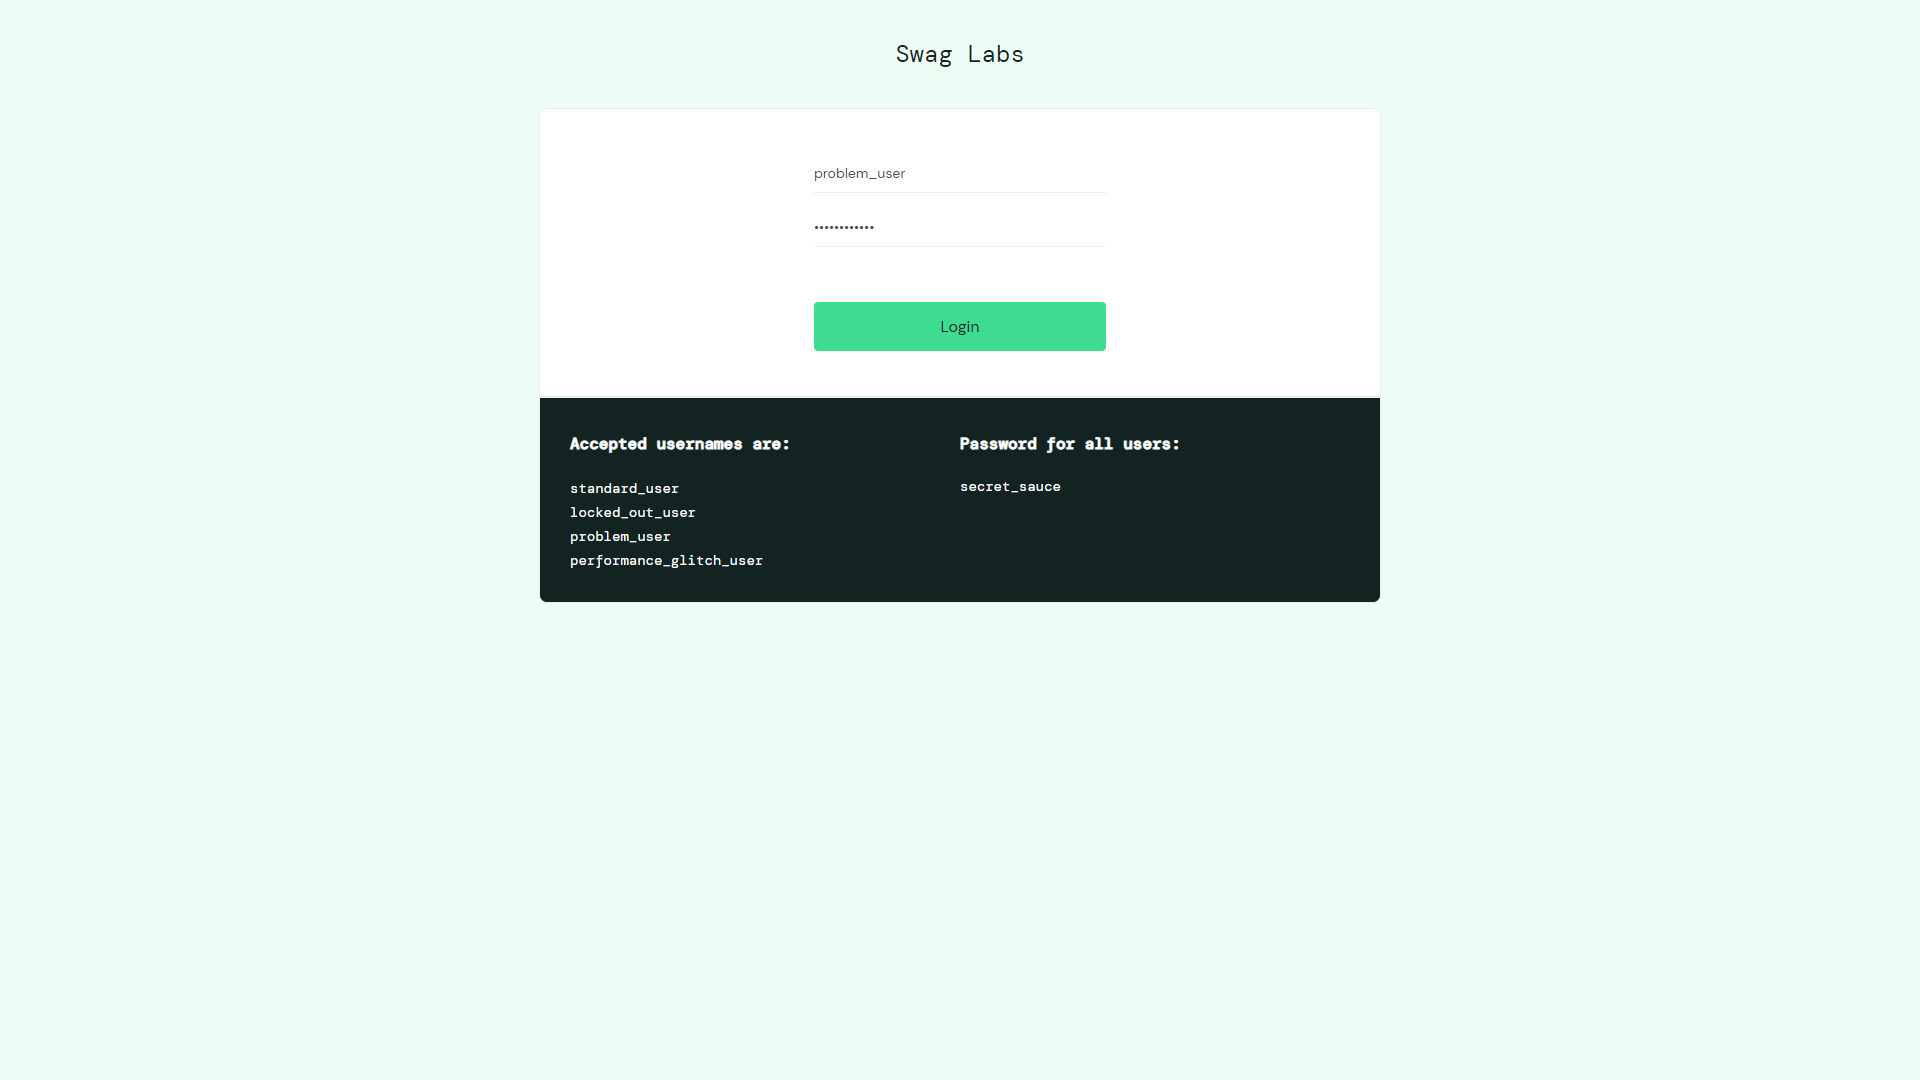 Swag Labs
problem_user
••••••••••••
Login
Accepted usernames are:
standard_user
locked_out_user
problem_user
performance_glitch_user
Password for all users:
secret_sauce